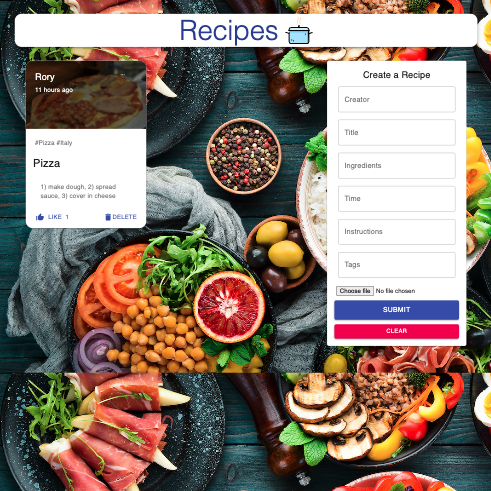 Recipes
Rory
11 hours ago
#Pizza #Italy
Pizza
1) make dough, 2) spread
sauce, 3) cover in cheese
LIKE 1
DELETE
Create a Recipe
Creator
Title
Ingredients
Time
Instructions
Tags
Choose file No file chosen
SUBMIT
CLEAR